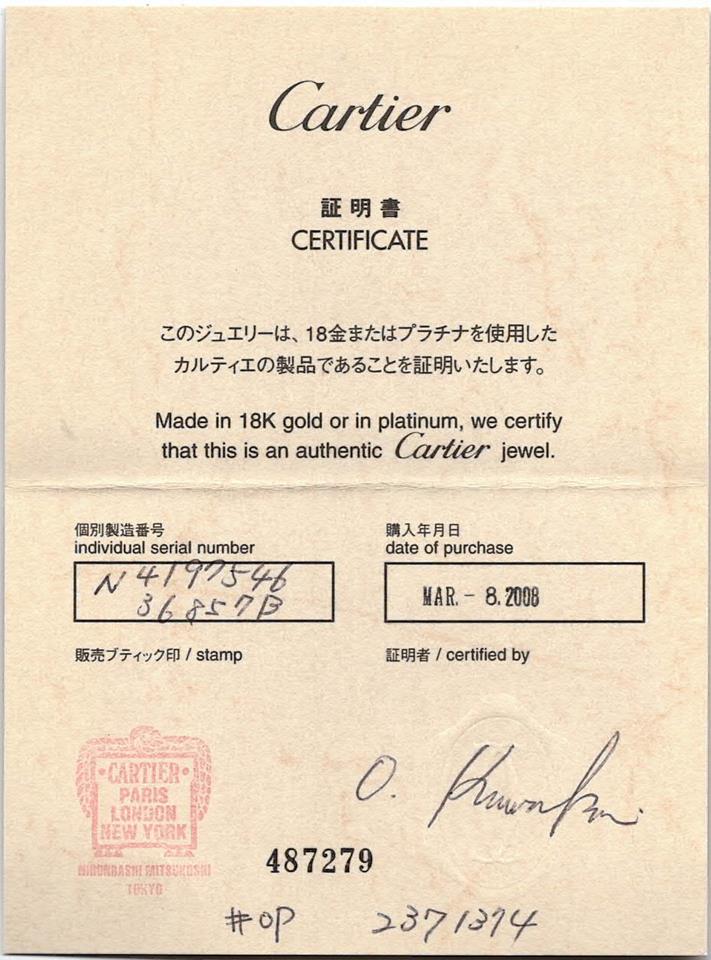 Cartier
証明書
CERTIFICATE
このジュエリーは、18金またはプラチナを使用した
カルティエの製品であることを証明いたします。
Made in 18K gold or in platinum, we certify
that this is an authentic Cartier jewel.
個別製造番号
individual serial number
N4197546
36857B
購入年月日
date of purchase
MAR. - 8. 2008
販売ブティック印 / stamp
証明者 / certified by
·CARTIER·
PARIS
LONDON
NEW YORK
NIHONBASHI MITSUKOSHI
TOKYO
O.
487279
#OP 2371374